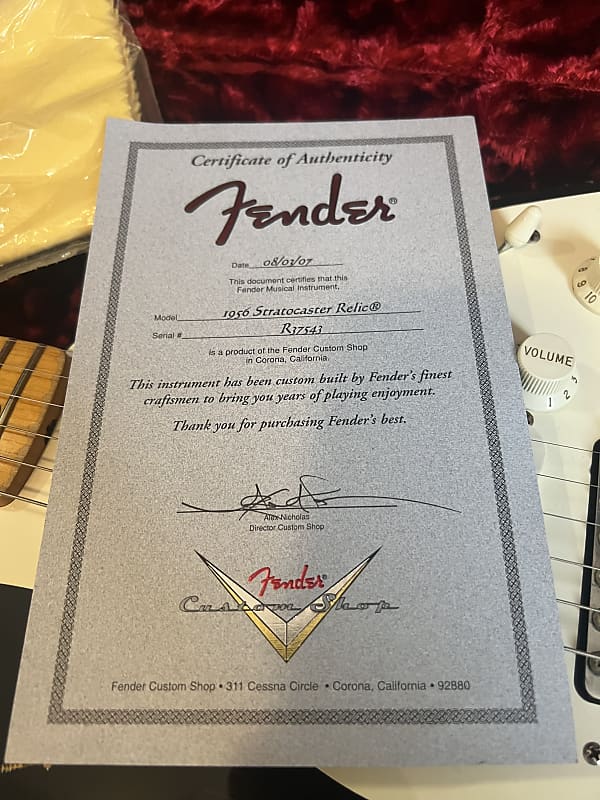 Certificate of Authenticity
Fender®
Date 08/03/07
This document certifies that this
Fender Musical Instrument,
Model 1956 Stratocaster Relic®
Serial # R37543
is a product of the Fender Custom Shop
in Corona, California.
This instrument has been custom built by Fender's finest
craftsmen to bring you years of playing enjoyment.
Thank you for purchasing Fender's best.
Alex Nicholas
Director Custom Shop
Fender®
Custom Shop
Fender Custom Shop • 311 Cessna Circle • Corona, California • 92880
8
9
10
VOLUME
1 2 3